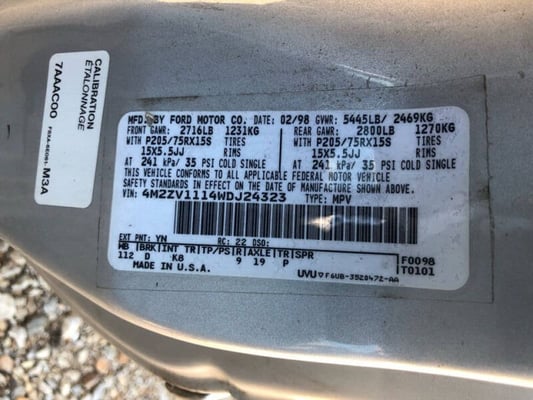 CALIBRATION
ÉTALONNAGE
7AAAC00
M3A
MFD. BY FORD MOTOR CO. DATE: 02/98 GVWR: 5445LB/ 2469KG
FRONT GAWR: 2716LB 1231KG REAR GAWR: 2800LB 1270KG
WITH P205/75RX15S TIRES WITH P205/75RX15S TIRES
15X5.5JJ RIMS 15X5.5JJ RIMS
AT 241 kPa/ 35 PSI COLD SINGLE AT 241 kPa/ 35 PSI COLD SINGLE
THIS VEHICLE CONFORMS TO ALL APPLICABLE FEDERAL MOTOR VEHICLE
SAFETY STANDARDS IN EFFECT ON THE DATE OF MANUFACTURE SHOWN ABOVE.
VIN: 4M2ZV1114WDJ24323 TYPE: MPV
EXT PNT: YN RC: 22 DSO:
WB |BRK|INT TR|TP/PS|R|AXLE|TR|SPR F0098
112 D K8 9 19 P T0101
MADE IN U.S.A. UVU F6UB-3520472-AA